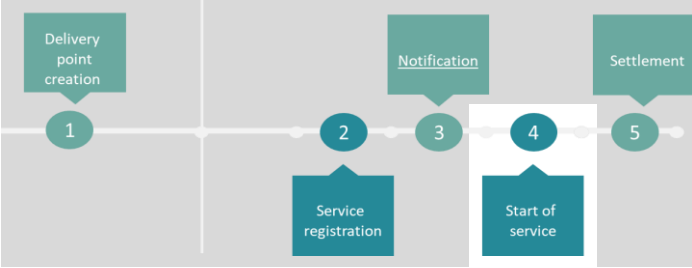 Delivery
point
creation
1
Service
registration
2
Notification
3
Start of
service
4
Settlement
5